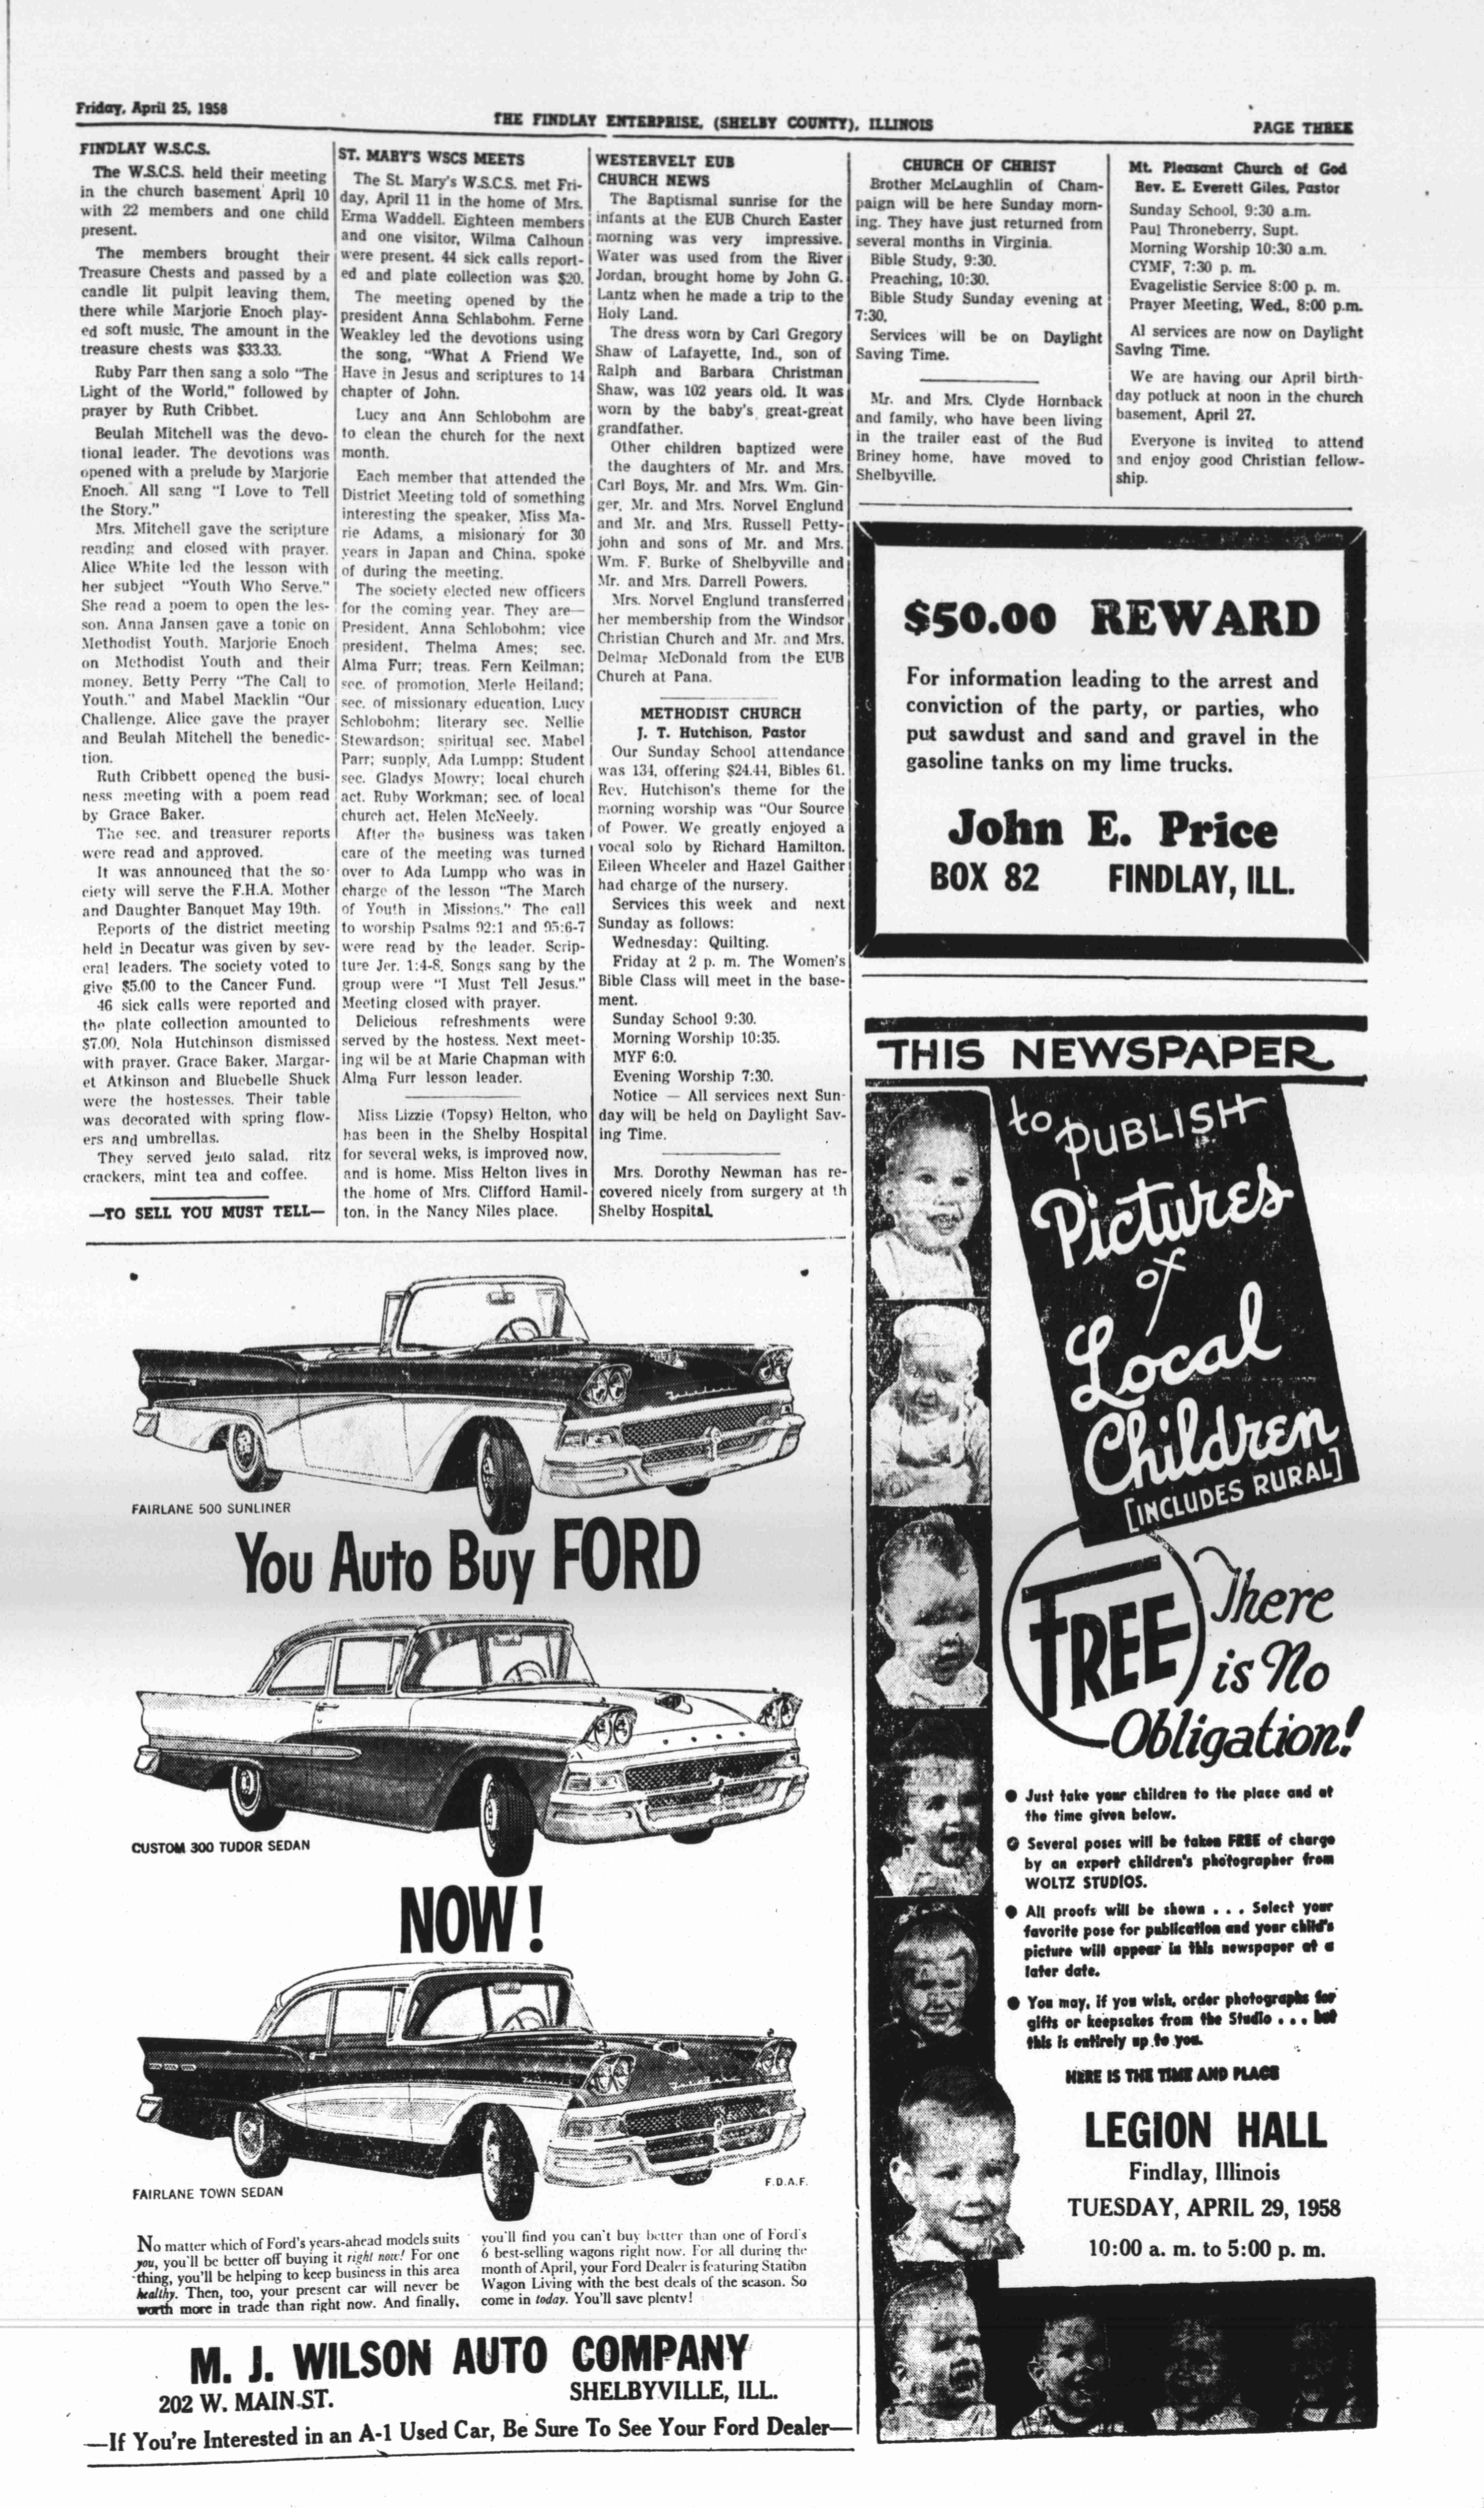 Friday, April 25, 1958
THE FINDLAY ENTERPRISE, (SHELBY COUNTY), ILLINOIS
PAGE THREE
FINDLAY W.S.C.S.
The W.S.C.S. held their meeting
in the church basement April 10
with 22 members and one child
present.
The members brought their
Treasure Chests and passed by a
candle lit pulpit leaving them,
there while Marjorie Enoch play-
ed soft music. The amount in the
treasure chests was $33.33.
Ruby Parr then sang a solo "The
Light of the World," followed by
prayer by Ruth Cribbet.
Beulah Mitchell was the devo-
tional leader. The devotions was
opened with a prelude by Marjorie
Enoch. All sang "I Love to Tell
the Story."
Mrs. Mitchell gave the scripture
reading and closed with prayer.
Alice White led the lesson with
her subject "Youth Who Serve."
She read a poem to open the les-
son. Anna Jansen gave a topic on
Methodist Youth. Marjorie Enoch
on Methodist Youth and their
money. Betty Perry "The Call to
Youth." and Mabel Macklin "Our
Challenge. Alice gave the prayer
and Beulah Mitchell the benedic-
tion.
Ruth Cribbett opened the busi-
ness meeting with a poem read
by Grace Baker.
The sec. and treasurer reports
were read and approved.
It was announced that the so-
ciety will serve the F.H.A. Mother
and Daughter Banquet May 19th.
Reports of the district meeting
held in Decatur was given by sev-
eral leaders. The society voted to
give $5.00 to the Cancer Fund.
46 sick calls were reported and
the plate collection amounted to
$7.00. Nola Hutchinson dismissed
with prayer. Grace Baker, Margar-
et Atkinson and Bluebelle Shuck
were the hostesses. Their table
was decorated with spring flow-
ers and umbrellas.
They served jello salad, ritz
crackers, mint tea and coffee.
—TO SELL YOU MUST TELL—
ST. MARY'S WSCS MEETS
The St. Mary's W.S.C.S. met Fri-
day, April 11 in the home of Mrs.
Erma Waddell. Eighteen members
and one visitor, Wilma Calhoun
were present. 44 sick calls report-
ed and plate collection was $20.
The meeting opened by the
president Anna Schlabohm. Ferne
Weakley led the devotions using
the song, "What A Friend We
Have in Jesus and scriptures to 14
chapter of John.
Lucy and Ann Schlobohm are
to clean the church for the next
month.
Each member that attended the
District Meeting told of something
interesting the speaker, Miss Ma-
rie Adams, a misionary for 30
years in Japan and China, spoke
of during the meeting.
The society elected new officers
for the coming year. They are—
President, Anna Schlobohm; vice
president, Thelma Ames; sec.
Alma Furr; treas. Fern Keilman;
sec. of promotion, Merle Heiland;
sec. of missionary education, Lucy
Schlobohm; literary sec. Nellie
Stewardson; spiritual sec. Mabel
Parr; supply, Ada Lumpp; Student
sec. Gladys Mowry; local church
act. Ruby Workman; sec. of local
church act. Helen McNeely.
After the business was taken
care of the meeting was turned
over to Ada Lumpp who was in
charge of the lesson "The March
of Youth in Missions." The call
to worship Psalms 92:1 and 95:6-7
were read by the leader. Scrip-
ture Jer. 1:4-8. Songs sang by the
group were "I Must Tell Jesus."
Meeting closed with prayer.
Delicious refreshments were
served by the hostess. Next meet-
ing wil be at Marie Chapman with
Alma Furr lesson leader.
Miss Lizzie (Topsy) Helton, who
has been in the Shelby Hospital
for several weks, is improved now,
and is home. Miss Helton lives in
the home of Mrs. Clifford Hamil-
ton, in the Nancy Niles place.
WESTERVELT EUB
CHURCH NEWS
The Baptismal sunrise for the
infants at the EUB Church Easter
morning was very impressive.
Water was used from the River
Jordan, brought home by John G.
Lantz when he made a trip to the
Holy Land.
The dress worn by Carl Gregory
Shaw of Lafayette, Ind., son of
Ralph and Barbara Christman
Shaw, was 102 years old. It was
worn by the baby's great-great
grandfather.
Other children baptized were
the daughters of Mr. and Mrs.
Carl Boys, Mr. and Mrs. Wm. Gin-
ger, Mr. and Mrs. Norvel Englund
and Mr. and Mrs. Russell Petty-
john and sons of Mr. and Mrs.
Wm. F. Burke of Shelbyville and
Mr. and Mrs. Darrell Powers.
Mrs. Norvel Englund transferred
her membership from the Windsor
Christian Church and Mr. and Mrs.
Delmar McDonald from the EUB
Church at Pana.
METHODIST CHURCH
J. T. Hutchison, Pastor
Our Sunday School attendance
was 134, offering $24.44, Bibles 61.
Rev. Hutchison's theme for the
morning worship was "Our Source
of Power. We greatly enjoyed a
vocal solo by Richard Hamilton.
Eileen Wheeler and Hazel Gaither
had charge of the nursery.
Services this week and next
Sunday as follows:
Wednesday: Quilting.
Friday at 2 p. m. The Women's
Bible Class will meet in the base-
ment.
Sunday School 9:30.
Morning Worship 10:35.
MYF 6:0.
Evening Worship 7:30.
Notice — All services next Sun-
day will be held on Daylight Sav-
ing Time.
Mrs. Dorothy Newman has re-
covered nicely from surgery at th
Shelby Hospital.
CHURCH OF CHRIST
Brother McLaughlin of Cham-
paign will be here Sunday morn-
ing. They have just returned from
several months in Virginia.
Bible Study, 9:30.
Preaching, 10:30.
Bible Study Sunday evening at
7:30.
Services will be on Daylight
Saving Time.
Mr. and Mrs. Clyde Hornback
and family, who have been living
in the trailer east of the Bud
Briney home, have moved to
Shelbyville.
Mt. Pleasant Church of God
Rev. E. Everett Giles, Pastor
Sunday School, 9:30 a.m.
Paul Throneberry, Supt.
Morning Worship 10:30 a.m.
CYMF, 7:30 p. m.
Evagelistic Service 8:00 p. m.
Prayer Meeting, Wed., 8:00 p.m.
Al services are now on Daylight
Saving Time.
We are having our April birth-
day potluck at noon in the church
basement, April 27.
Everyone is invited to attend
and enjoy good Christian fellow-
ship.
$50.00 REWARD
For information leading to the arrest and
conviction of the party, or parties, who
put sawdust and sand and gravel in the
gasoline tanks on my lime trucks.
John E. Price
BOX 82 FINDLAY, ILL.
THIS NEWSPAPER
to PUBLISH
Pictures
of
Local
Children
[INCLUDES RURAL]
FREE
There
is No
Obligation!
● Just take your children to the place and at
the time given below.
● Several poses will be taken FREE of charge
by an expert children's photographer from
WOLTZ STUDIOS.
● All proofs will be shown . . . Select your
favorite pose for publication and your child's
picture will appear in this newspaper at a
later date.
● You may, if you wish, order photographs for
gifts or keepsakes from the Studio . . . but
this is entirely up to you.
HERE IS THE TIME AND PLACE
LEGION HALL
Findlay, Illinois
TUESDAY, APRIL 29, 1958
10:00 a. m. to 5:00 p. m.
FAIRLANE 500 SUNLINER
You Auto Buy FORD
CUSTOM 300 TUDOR SEDAN
NOW!
FAIRLANE TOWN SEDAN
F.D.A.F.
No matter which of Ford's years-ahead models suits
you, you'll be better off buying it right now! For one
thing, you'll be helping to keep business in this area
healthy. Then, too, your present car will never be
worth more in trade than right now. And finally,
you'll find you can't buy better than one of Ford's
6 best-selling wagons right now. For all during the
month of April, your Ford Dealer is featuring Station
Wagon Living with the best deals of the season. So
come in today. You'll save plenty!
M. J. WILSON AUTO COMPANY
202 W. MAIN ST. SHELBYVILLE, ILL.
—If You're Interested in an A-1 Used Car, Be Sure To See Your Ford Dealer—